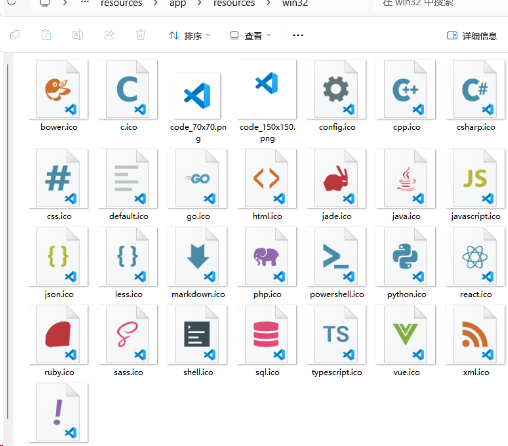 resources
app
resources
win32
在 win32 中搜索
排序
查看
详细信息
bower.ico
C
c.ico
code_70x70.png
code_150x150.png
config.ico
C++
cpp.ico
C#
csharp.ico
#
css.ico
default.ico
GO
go.ico
<>
html.ico
jade.ico
java.ico
JS
javascript.ico
{ }
json.ico
{ }
less.ico
markdown.ico
php.ico
>_
powershell.ico
python.ico
react.ico
ruby.ico
sass.ico
shell.ico
sql.ico
TS
typescript.ico
vue.ico
xml.ico
!